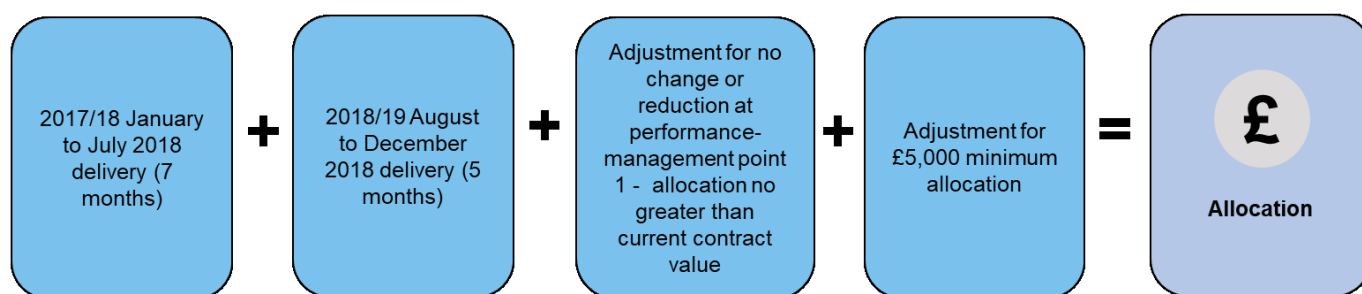 2017/18 January
to July 2018
delivery (7
months)
+
2018/19 August
to December
2018 delivery (5
months)
+
Adjustment for no
change or
reduction at
performance-
management point
1 - allocation no
greater than
current contract
value
+
Adjustment for
£5,000 minimum
allocation
=
£
Allocation